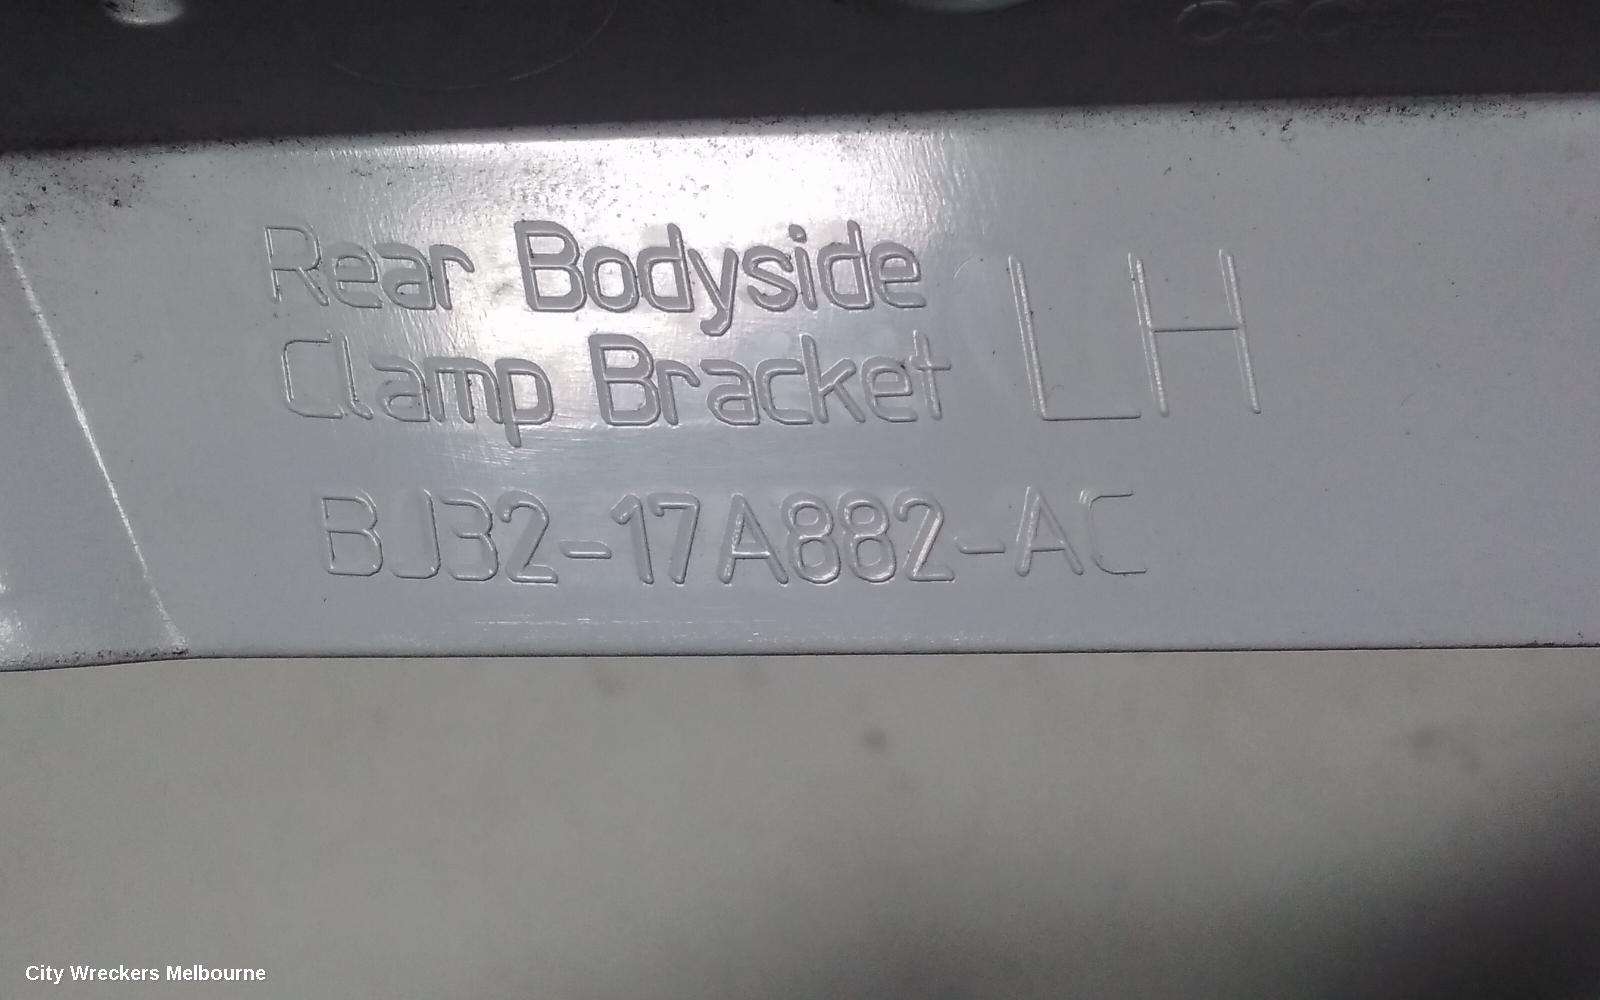 Rear Bodyside
Clamp Bracket LH
BJ32-17A882-AC
City Wreckers Melbourne